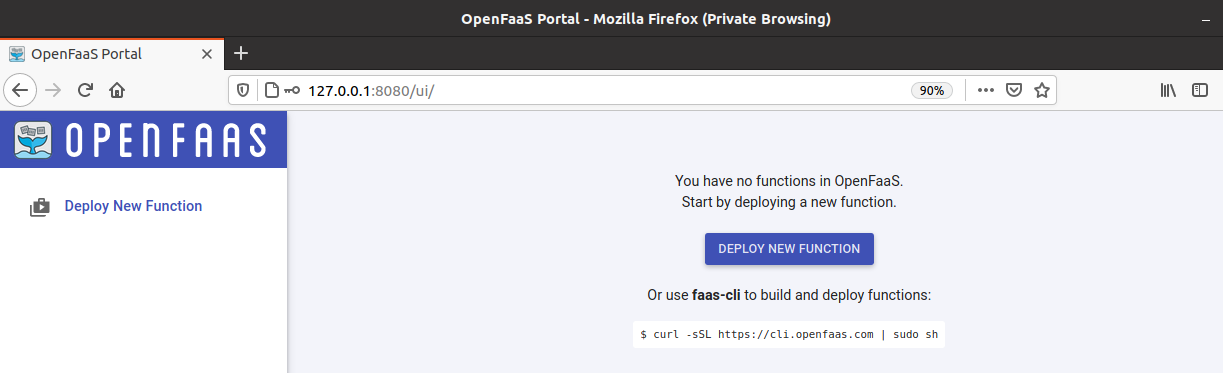 OpenFaaS Portal - Mozilla Firefox (Private Browsing)
OpenFaaS Portal
127.0.0.1:8080/ui/
90%
OPENFAAS
Deploy New Function
You have no functions in OpenFaaS.
Start by deploying a new function.
DEPLOY NEW FUNCTION
Or use faas-cli to build and deploy functions:
$ curl -sSL https://cli.openfaas.com | sudo sh